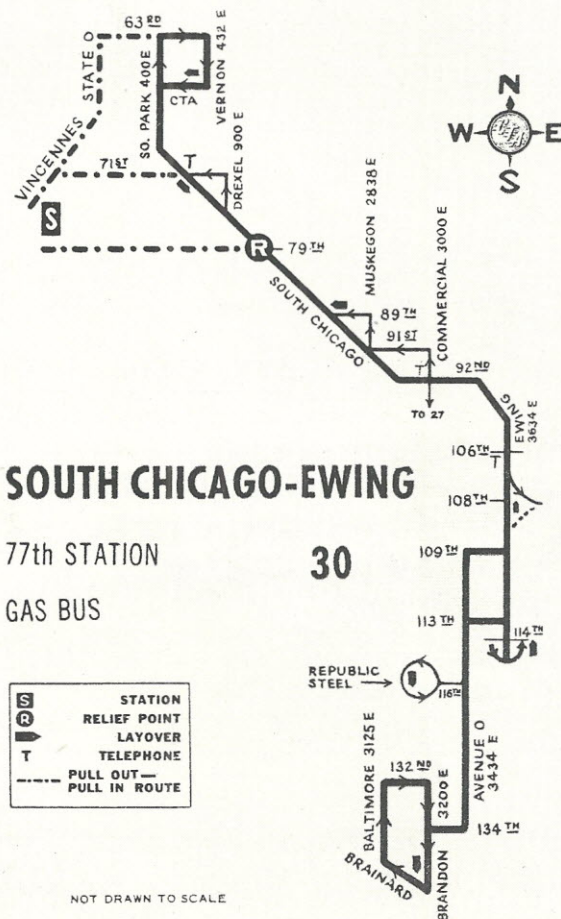 63RD
STATE O
SO. PARK 400 E
VERNON 432 E
CTA
VINCENNES
71ST
T
DREXEL 900 E
N
W E
S
S
R
79TH
MUSKEGON 2838 E
COMMERCIAL 3000 E
SOUTH CHICAGO
89TH
91ST
T
92ND
TO 27
EWING
3634 E
106TH
T
SOUTH CHICAGO-EWING
108TH
77th STATION
30
109TH
GAS BUS
113TH
114TH
REPUBLIC
STEEL
116TH
S STATION
R RELIEF POINT
LAYOVER
T TELEPHONE
PULL OUT—
PULL IN ROUTE
BALTIMORE 3125 E
132ND
3200 E
AVENUE O
3434 E
134TH
BRAINARD
BRANDON
NOT DRAWN TO SCALE